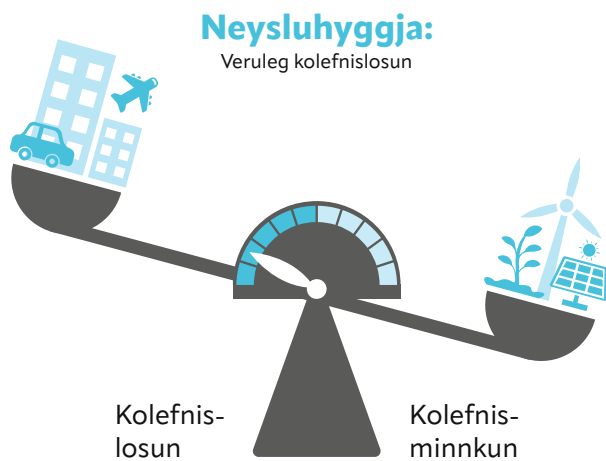 Neysluhyggja:
Veruleg kolefnislosun
Kolefnis-
losun
Kolefnis-
minnkun